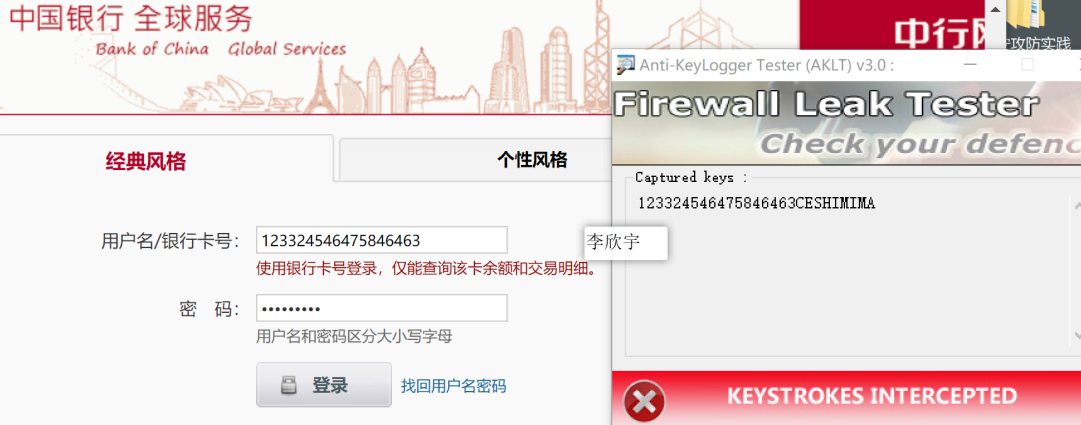 中国银行 全球服务
Bank of China Global Services
中行网
攻防实践
Anti-KeyLogger Tester (AKLT) v3.0 :
Firewall Leak Tester
Check your defenc
经典风格
个性风格
Captured keys :
123324546475846463CESHIMIMA
用户名/银行卡号：
123324546475846463
李欣宇
使用银行卡号登录，仅能查询该卡余额和交易明细。
密 码：
•••••••••
用户名和密码区分大小写字母
登录
找回用户名密码
KEYSTROKES INTERCEPTED